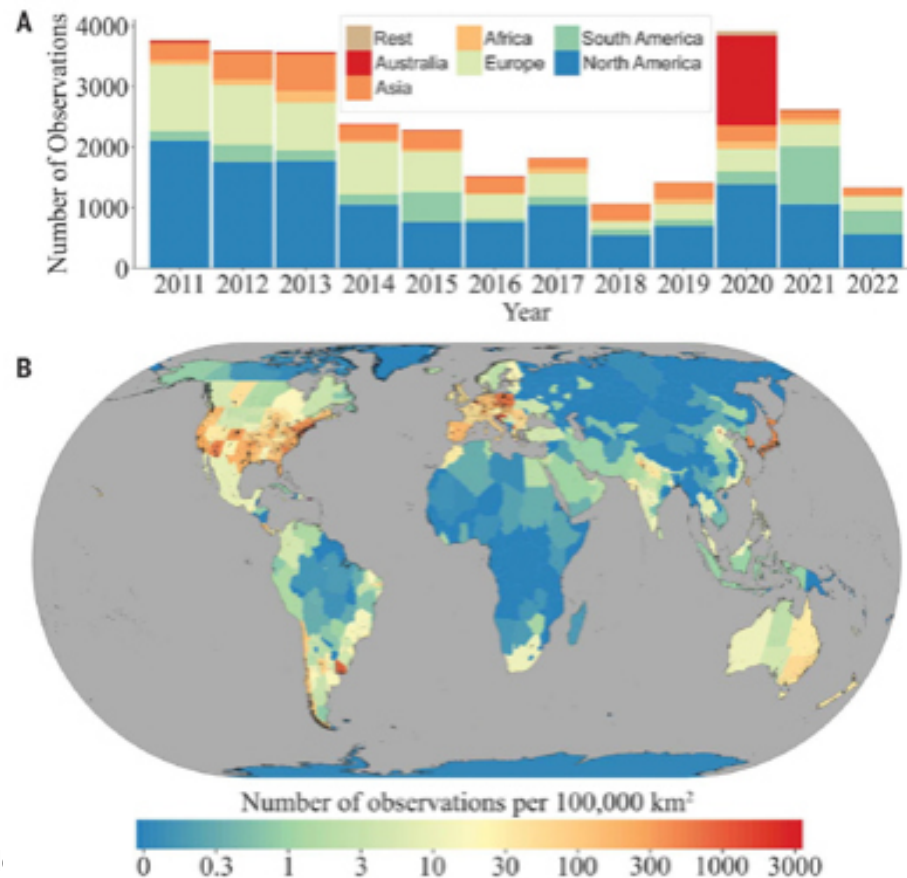 A
Number of Observations
4000
3000
2000
1000
0
Rest
Australia
Asia
Africa
Europe
South America
North America
2011 2012 2013 2014 2015 2016 2017 2018 2019 2020 2021 2022
Year
B
Number of observations per 100,000 km²
0 0.3 1 3 10 30 100 300 1000 3000